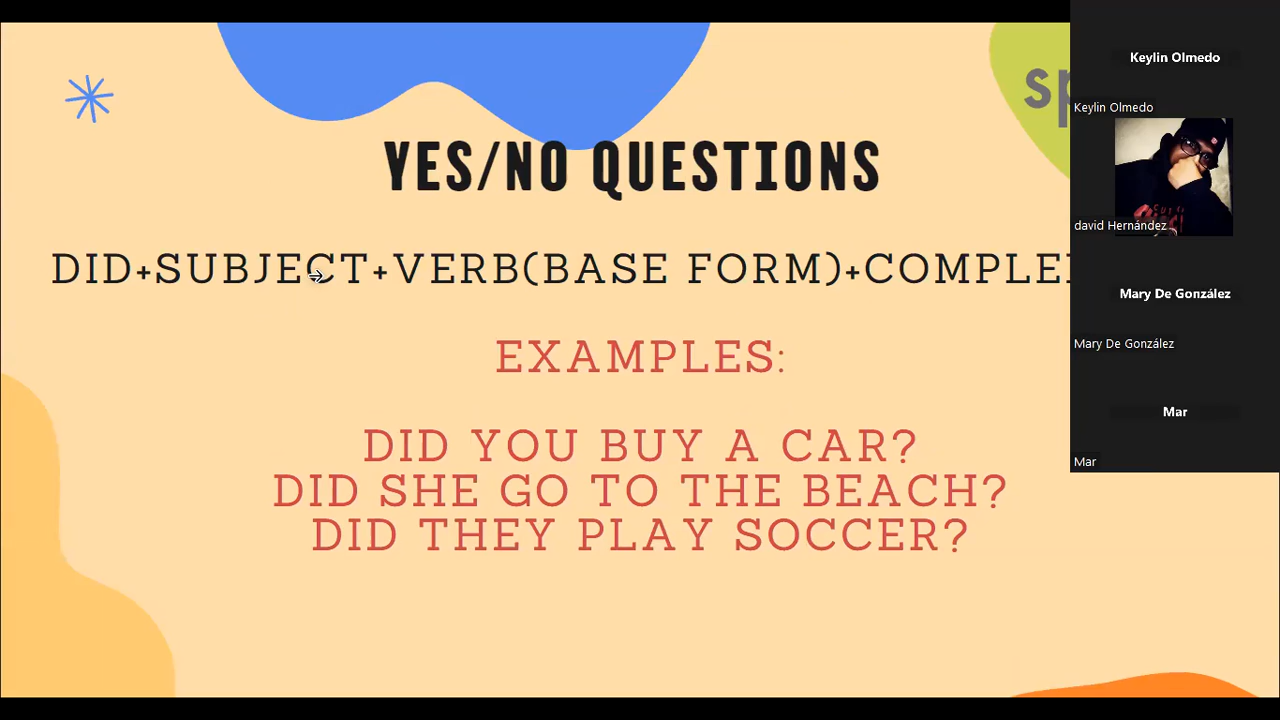 YES/NO QUESTIONS
DID+SUBJECT+VERB(BASE FORM)+
EXAMPLES:
DID YOU BUY A CAR?
DID SHE GO TO THE BEACH?
DID THEY PLAY SOCCER?
Keylin Olmedo
Keylin Olmedo
david Hernández
Mary De González
Mary De González
Mar
Mar